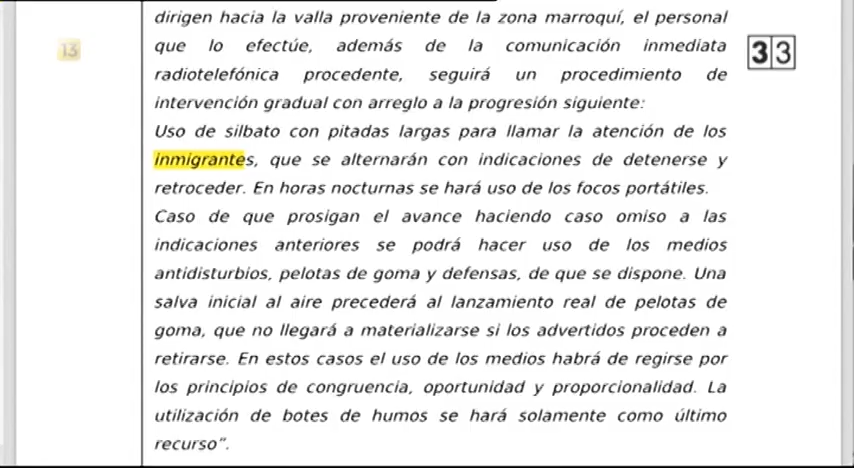 dirigen hacia la valla proveniente de la zona marroquí, el personal
13
que lo efectúe, además de la comunicación inmediata
33
radiotelefónica procedente, seguirá un procedimiento de
intervención gradual con arreglo a la progresión siguiente:
Uso de silbato con pitadas largas para llamar la atención de los
inmigrantes, que se alternarán con indicaciones de detenerse y
retroceder. En horas nocturnas se hará uso de los focos portátiles.
Caso de que prosigan el avance haciendo caso omiso a las
indicaciones anteriores se podrá hacer uso de los medios
antidisturbios, pelotas de goma y defensas, de que se dispone. Una
salva inicial al aire precederá al lanzamiento real de pelotas de
goma, que no llegará a materializarse si los advertidos proceden a
retirarse. En estos casos el uso de los medios habrá de regirse por
los principios de congruencia, oportunidad y proporcionalidad. La
utilización de botes de humos se hará solamente como último
recurso”.